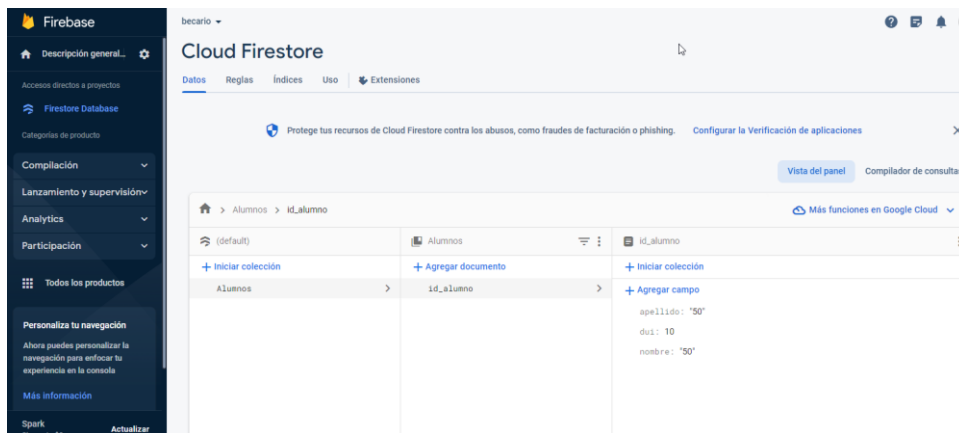 Firebase
Descripción general...
Accesos directos a proyectos
Firestore Database
Categorías de producto
Compilación
Lanzamiento y supervisión
Analytics
Participación
Todos los productos
Personaliza tu navegación
Ahora puedes personalizar la
navegación para enfocar tu
experiencia en la consola
Más información
Spark
Actualizar
becario
Cloud Firestore
Datos Reglas Índices Uso Extensiones
Protege tus recursos de Cloud Firestore contra los abusos, como fraudes de facturación o phishing. Configurar la Verificación de aplicaciones
Vista del panel Compilador de consulta
> Alumnos > id_alumno
Más funciones en Google Cloud
(default) Alumnos id_alumno
+ Iniciar colección + Agregar documento + Iniciar colección
Alumnos > id_alumno > + Agregar campo
apellido: "50"
dui: 10
nombre: "50"